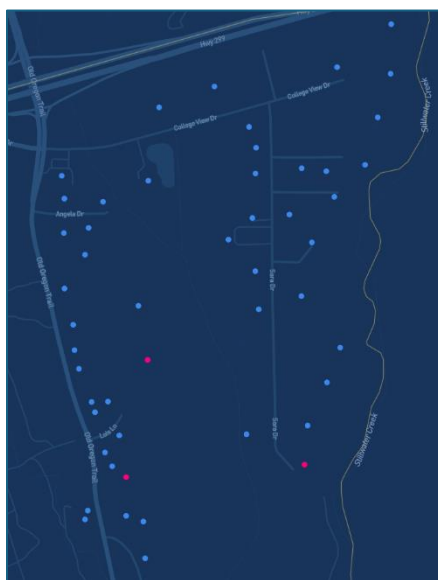 Hwy 299
Old Oregon Trail
College View Dr
College View Dr
Stillwater Creek
Angela Dr
Old Oregon Trail
Sara Dr
Sara Dr
Luis Ln
Old Oregon Trail
Stillwater Creek